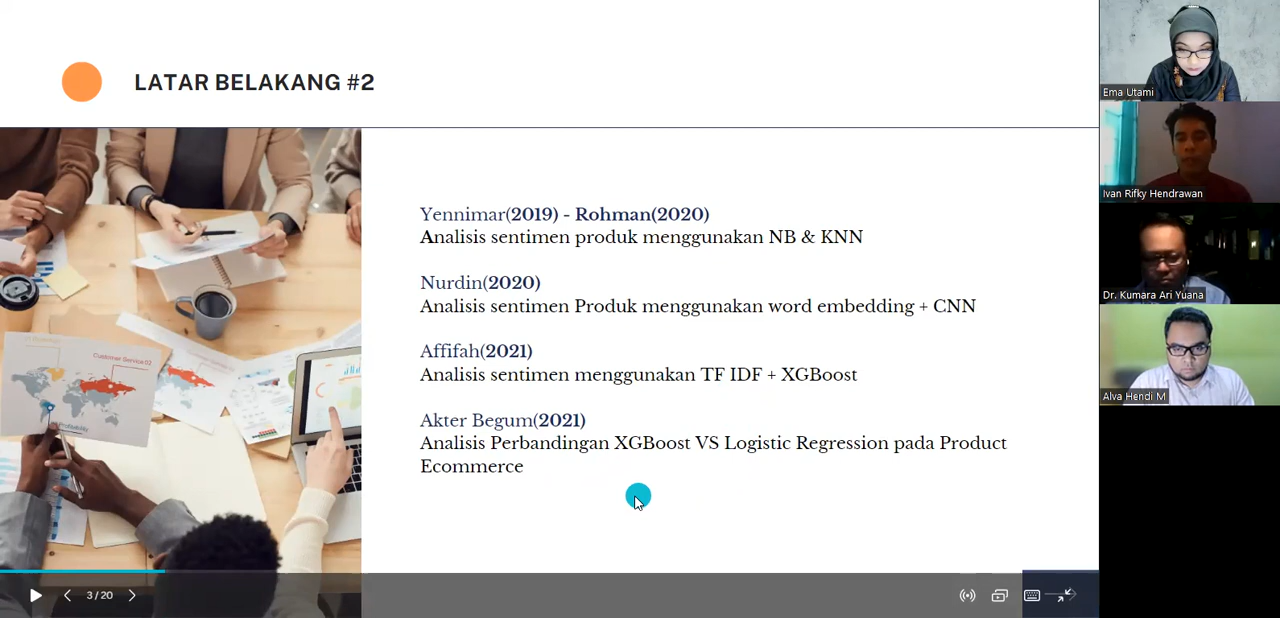 LATAR BELAKANG #2
Yennimar(2019) - Rohman(2020)
Analisis sentimen produk menggunakan NB & KNN
Nurdin(2020)
Analisis sentimen Produk menggunakan word embedding + CNN
Affifah(2021)
Analisis sentimen menggunakan TF IDF + XGBoost
Akter Begum(2021)
Analisis Perbandingan XGBoost VS Logistic Regression pada Product
Ecommerce
Customer Service
3 / 20
Ema Utami
Ivan Rifky Hendrawan
Dr. Kumara Ari Yuana
Alva Hendi M